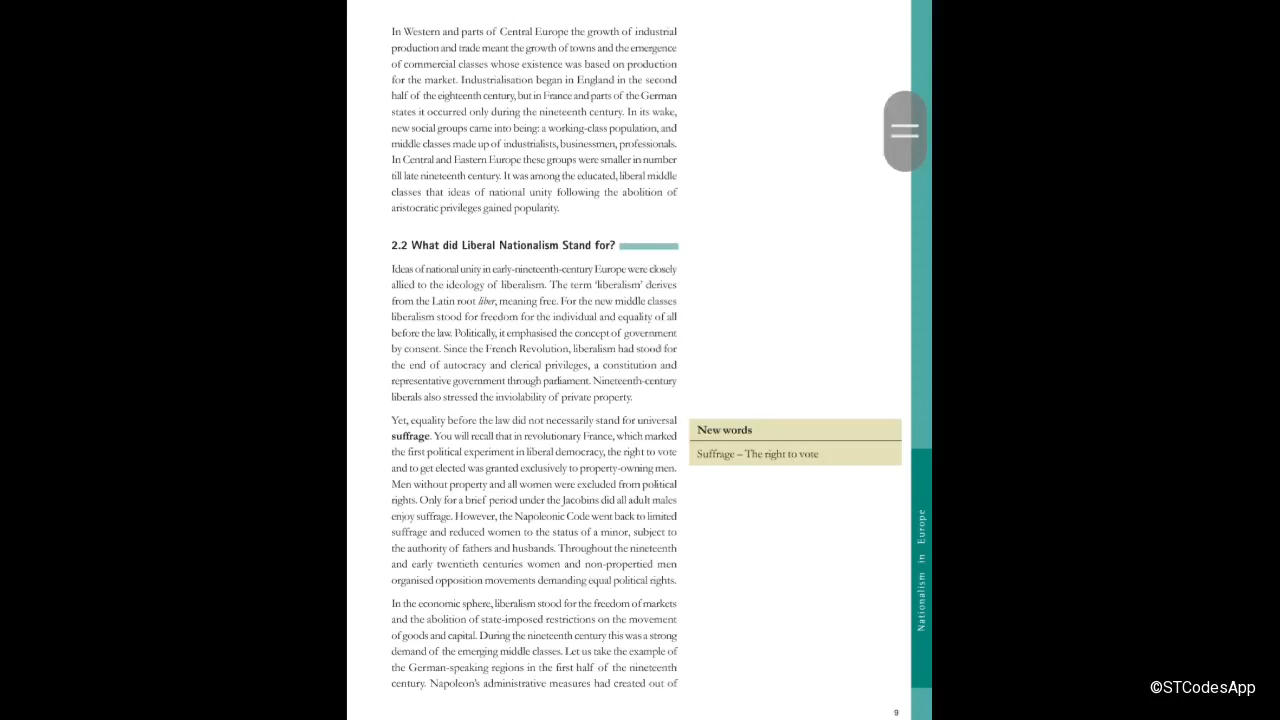 In Western and parts of Central Europe the growth of industrial
production and trade meant the growth of towns and the emergence
of commercial classes whose existence was based on production
for the market. Industrialisation began in England in the second
half of the eighteenth century, but in France and parts of the German
states it occurred only during the nineteenth century. In its wake,
new social groups came into being: a working-class population, and
middle classes made up of industrialists, businessmen, professionals.
In Central and Eastern Europe these groups were smaller in number
till late nineteenth century. It was among the educated, liberal middle
classes that ideas of national unity following the abolition of
aristocratic privileges gained popularity.
2.2 What did Liberal Nationalism Stand for?
Ideas of national unity in early-nineteenth-century Europe were closely
allied to the ideology of liberalism. The term ‘liberalism’ derives
from the Latin root liber, meaning free. For the new middle classes
liberalism stood for freedom for the individual and equality of all
before the law. Politically, it emphasised the concept of government
by consent. Since the French Revolution, liberalism had stood for
the end of autocracy and clerical privileges, a constitution and
representative government through parliament. Nineteenth-century
liberals also stressed the inviolability of private property.
Yet, equality before the law did not necessarily stand for universal
suffrage. You will recall that in revolutionary France, which marked
the first political experiment in liberal democracy, the right to vote
and to get elected was granted exclusively to property-owning men.
Men without property and all women were excluded from political
rights. Only for a brief period under the Jacobins did all adult males
enjoy suffrage. However, the Napoleonic Code went back to limited
suffrage and reduced women to the status of a minor, subject to
the authority of fathers and husbands. Throughout the nineteenth
and early twentieth centuries women and non-propertied men
organised opposition movements demanding equal political rights.
In the economic sphere, liberalism stood for the freedom of markets
and the abolition of state-imposed restrictions on the movement
of goods and capital. During the nineteenth century this was a strong
demand of the emerging middle classes. Let us take the example of
the German-speaking regions in the first half of the nineteenth
century. Napoleon’s administrative measures had created out of
New words
Suffrage – The right to vote
Nationalism in Europe
9
©STCodesApp